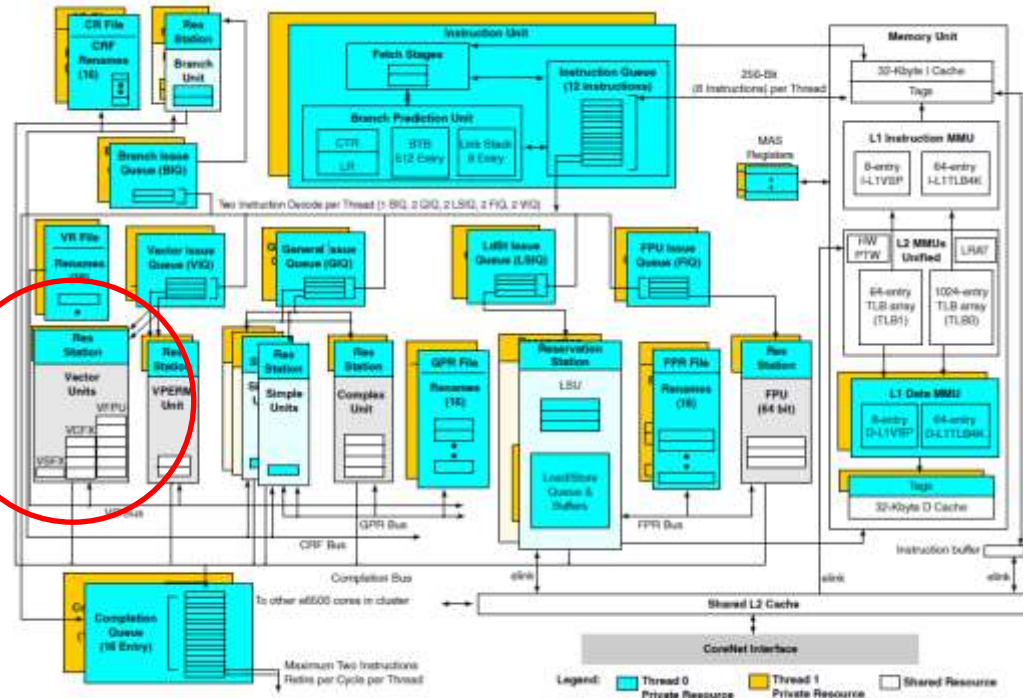 CR File
CRF
Renames
(16)
Res
Station
Branch
Unit
Branch Issue
Queue (BIQ)
Instruction Unit
Fetch Stages
Instruction Queue
(12 instructions)
Branch Prediction Unit
CTR
LR
BTB
512 Entry
Link Stack
8 Entry
256-Bit
(8 Instructions) per Thread
MAS
Registers
Memory Unit
32-Kbyte I Cache
Tags
L1 Instruction MMU
8-entry
I-L1VSP
64-entry
I-L1TLB4K
L2 MMUs
Unified
HW
PTW
LRAT
64-entry
TLB array
(TLB1)
1024-entry
TLB array
(TLB0)
L1 Data MMU
8-entry
D-L1VSP
64-entry
D-L1TLB4K
Tags
32-Kbyte D Cache
Two Instruction Decode per Thread (1 BIQ, 2 GIQ, 2 LSIQ, 2 FIQ, 2 VIQ)
VR File
Renames
Vector Issue
Queue (VIQ)
General Issue
Queue (GIQ)
Ld/St Issue
Queue (LSIQ)
FPU Issue
Queue (FIQ)
Res
Station
Vector
Units
VFPU
VCFX
VSFX
Res
Station
VPERM
Unit
Res
Station
Simple
Units
Res
Station
Complex
Unit
GPR File
Renames
(16)
Reservation
Station
LSU
Load/Store
Queue &
Buffers
FPR File
Renames
(16)
Res
Station
FPU
(64 bit)
VR Bus
GPR Bus
CRF Bus
FPR Bus
Completion Bus
Instruction buffer
elink
elink
elink
To other e6500 cores in cluster
Shared L2 Cache
CoreNet Interface
Completion
Queue
(16 Entry)
Maximum Two Instructions
Retire per Cycle per Thread
Legend:
Thread 0
Private Resource
Thread 1
Private Resource
Shared Resource